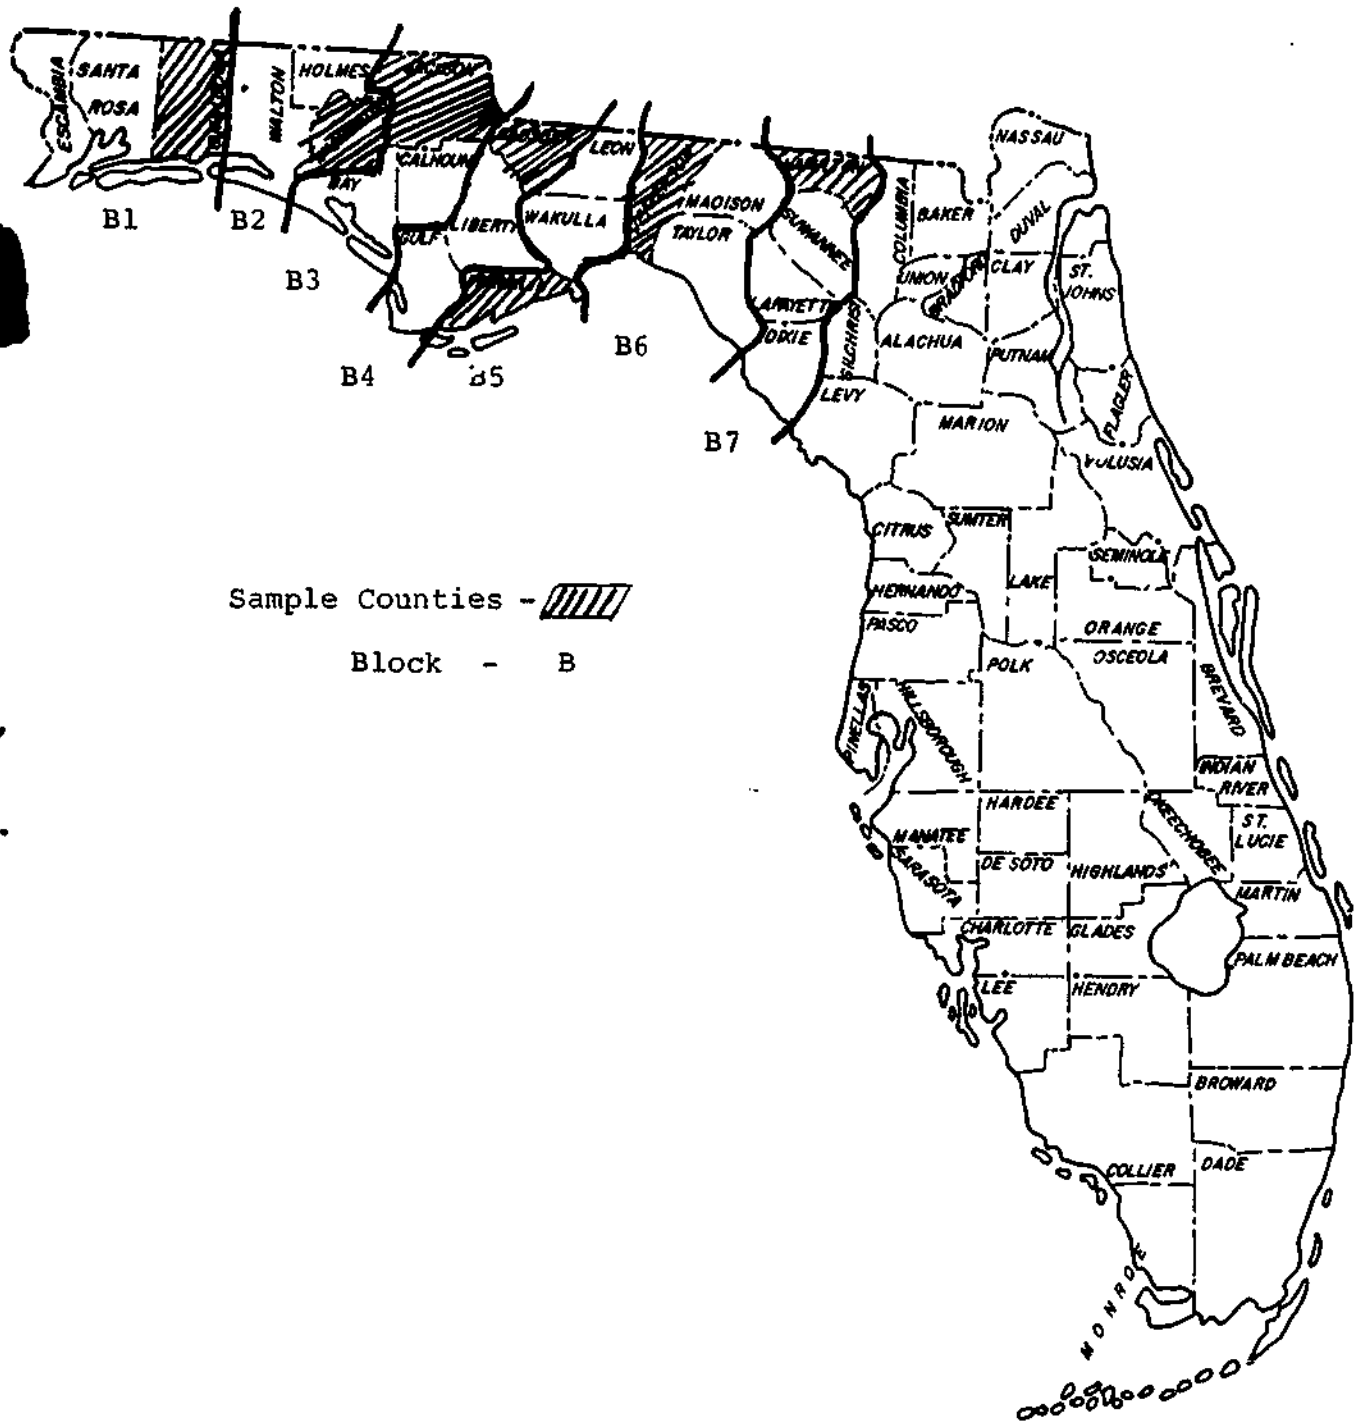 ESCAMBIA
SANTA
ROSA
WALTON
HOLMES
BAY
CALHOUN
GULF
LIBERTY
LEON
WAKULLA
MADISON
TAYLOR
SUWANNEE
LAFAYETTE
DIXIE
COLUMBIA
BAKER
NASSAU
DUVAL
UNION
BRADFORD
CLAY
ST.
JOHNS
GILCHRIST
ALACHUA
PUTNAM
FLAGLER
LEVY
MARION
VOLUSIA
B1
B2
B3
B4
B5
B6
B7
CITRUS
SUMTER
SEMINOLE
LAKE
HERNANDO
PASCO
ORANGE
OSCEOLA
POLK
BREVARD
PINELLAS
HILLSBOROUGH
INDIAN
RIVER
HARDEE
OKEECHOBEE
ST.
LUCIE
MANATEE
SARASOTA
DE SOTO
HIGHLANDS
MARTIN
CHARLOTTE
GLADES
PALM BEACH
LEE
HENDRY
BROWARD
COLLIER
DADE
MONROE
Sample Counties -
Block - B